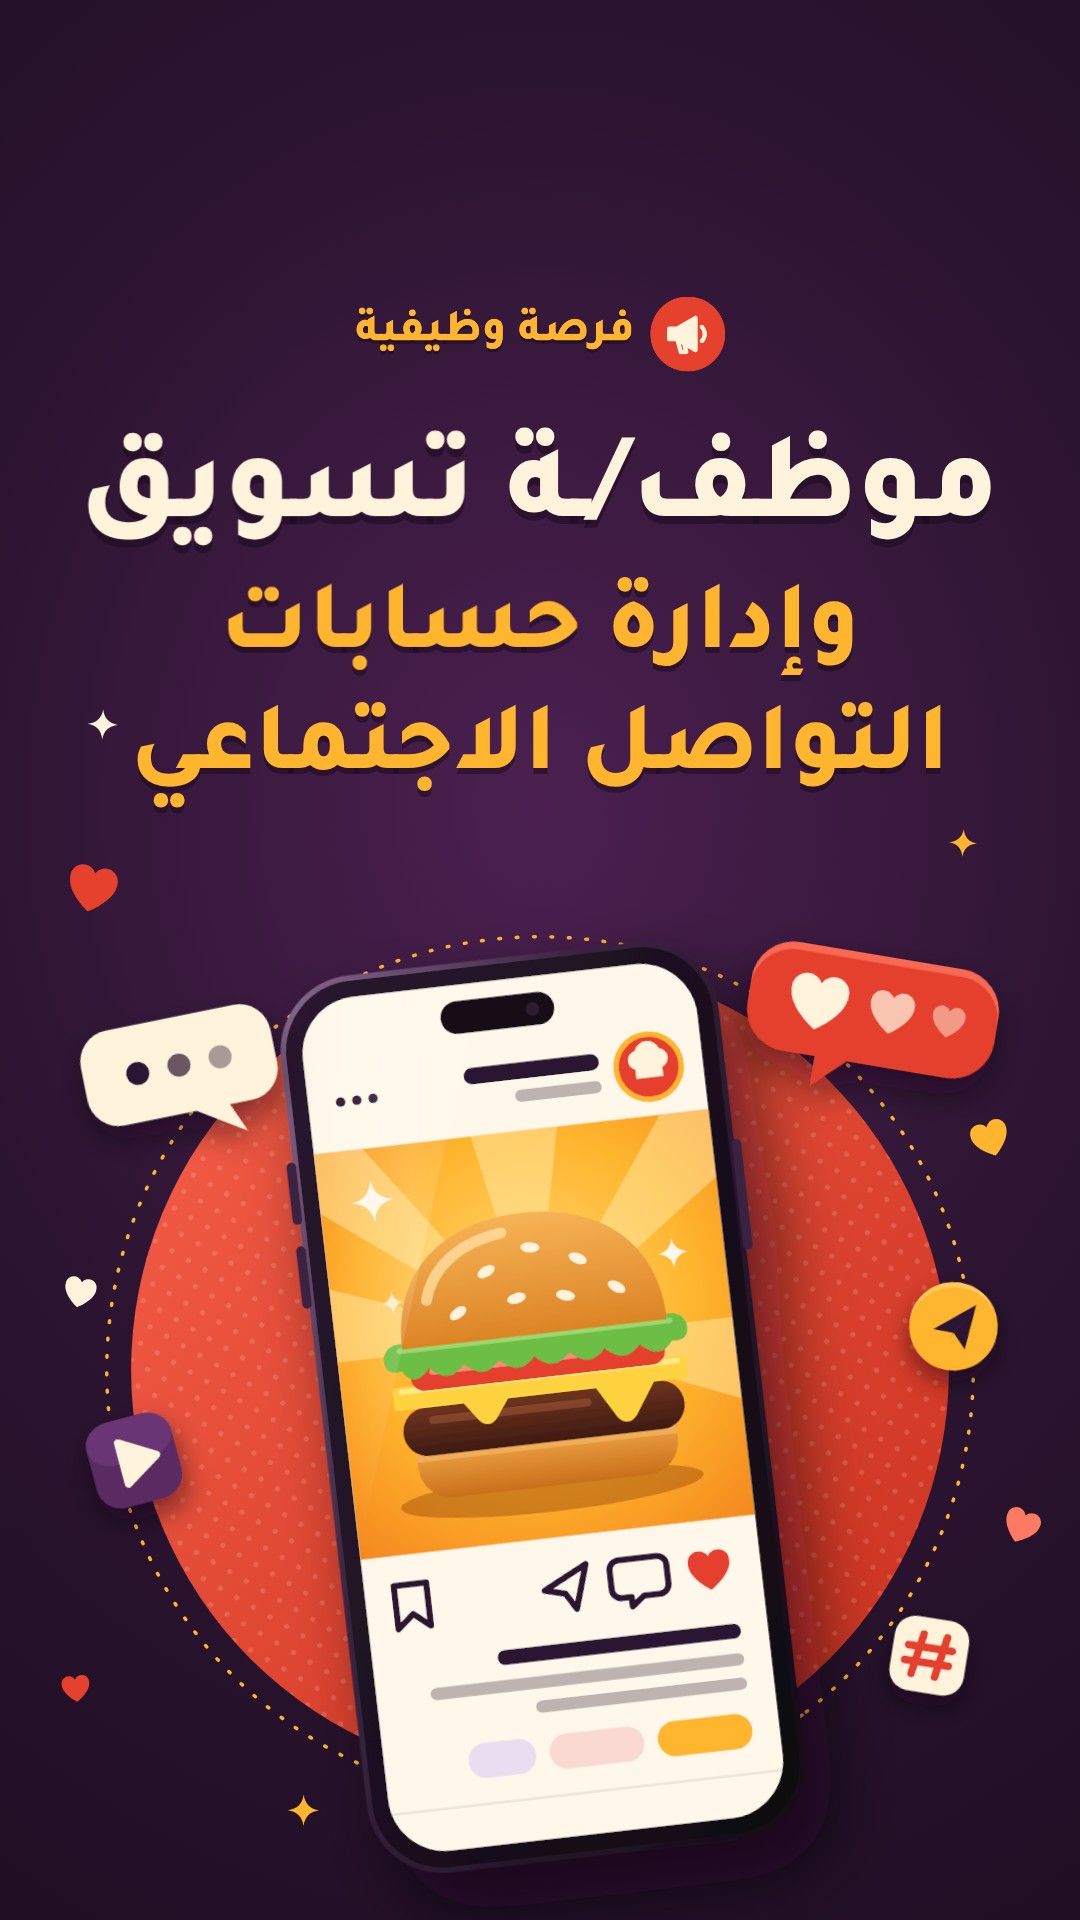 فرصة وظيفية
موظف/ة تسويق
وإدارة حسابات
التواصل الاجتماعي
#